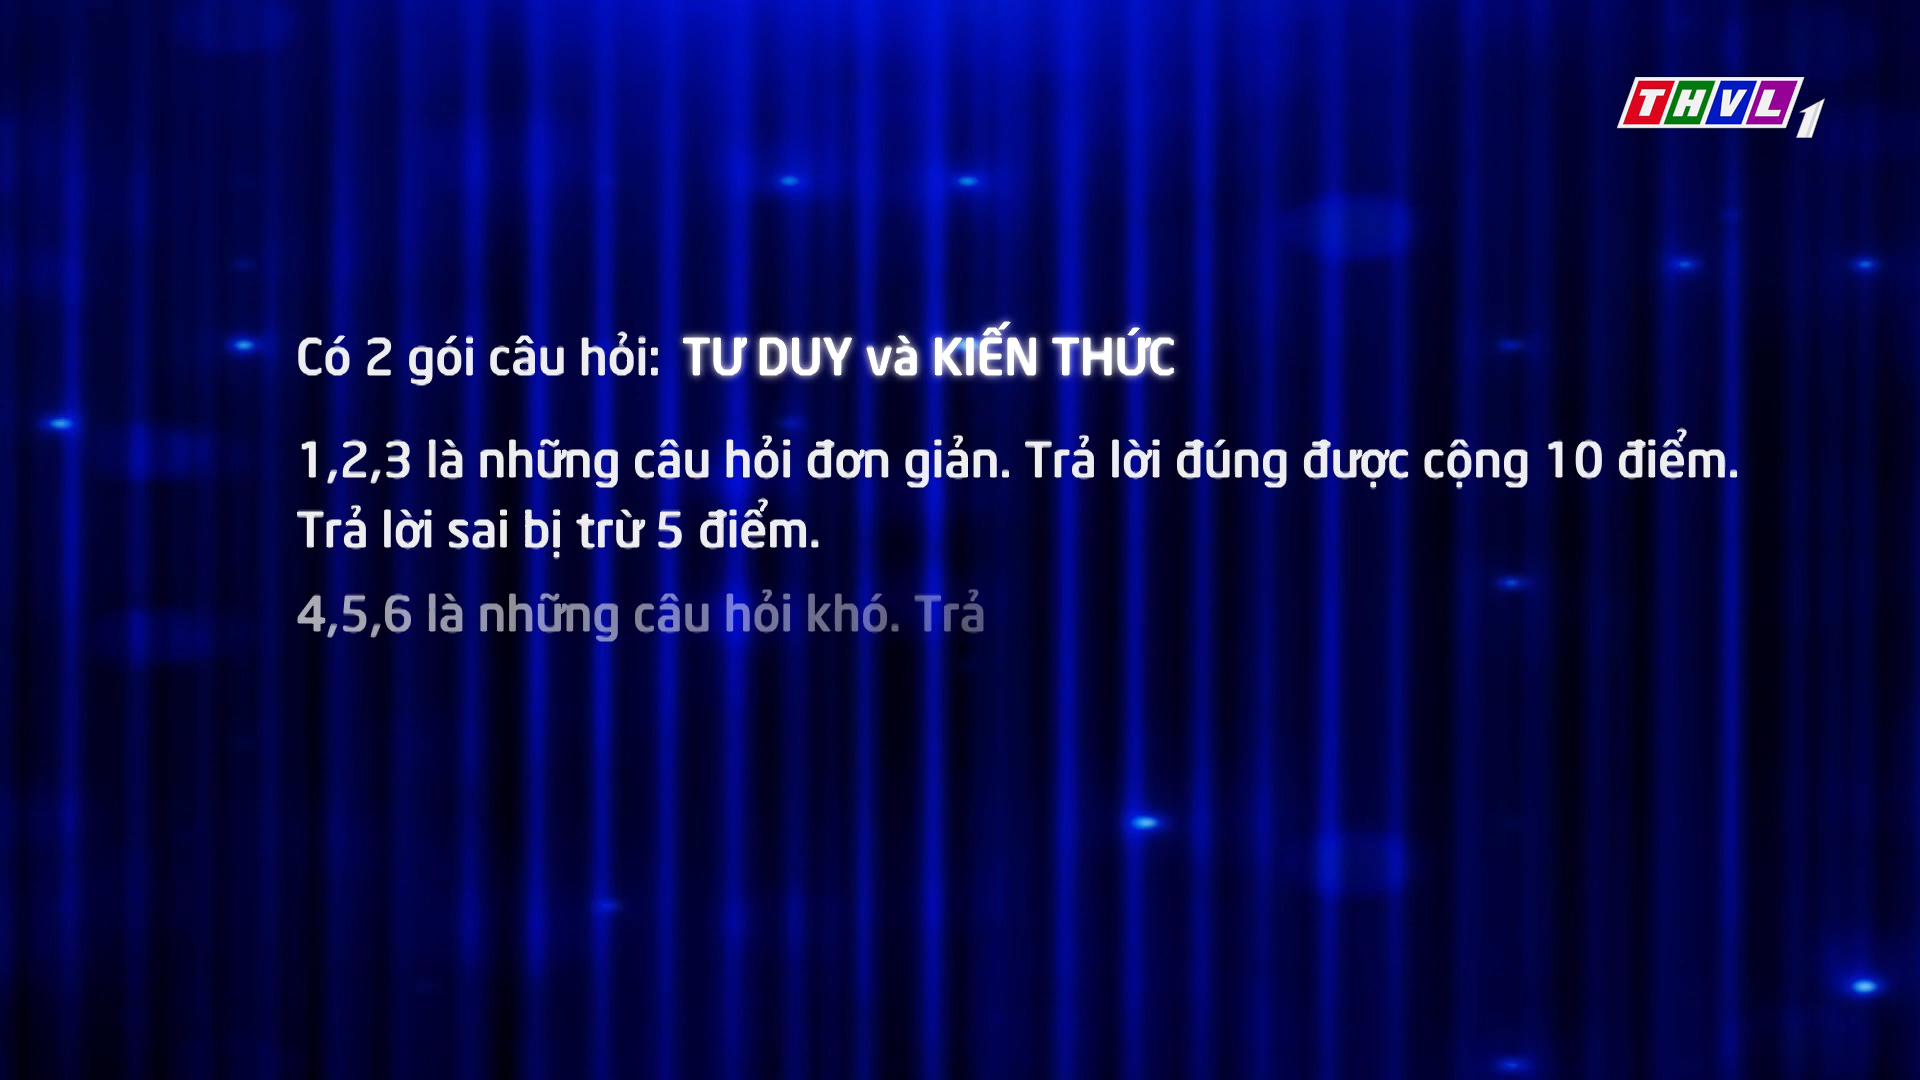 THVL1
Có 2 gói câu hỏi: TƯ DUY và KIẾN THỨC
1,2,3 là những câu hỏi đơn giản. Trả lời đúng được cộng 10 điểm.
Trả lời sai bị trừ 5 điểm.
4,5,6 là những câu hỏi khó. Trả